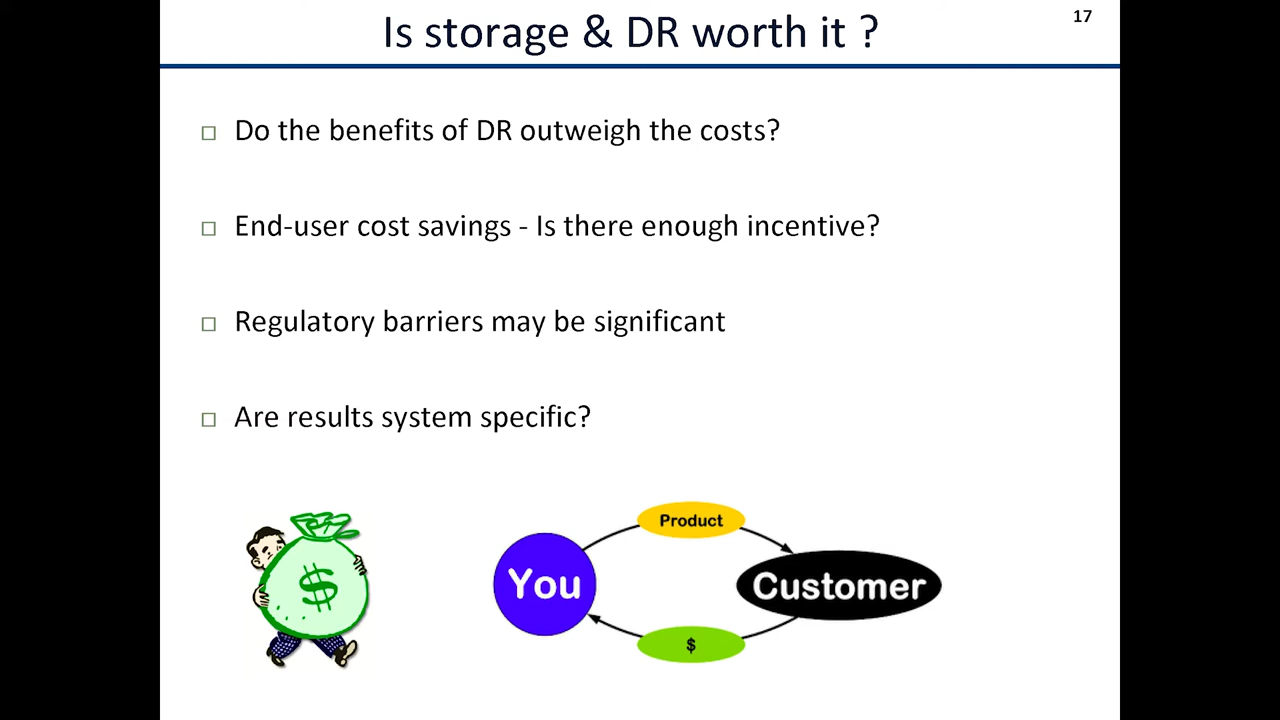 Is storage & DR worth it ?
17
Do the benefits of DR outweigh the costs?
End-user cost savings - Is there enough incentive?
Regulatory barriers may be significant
Are results system specific?
$
Product
You
Customer
$